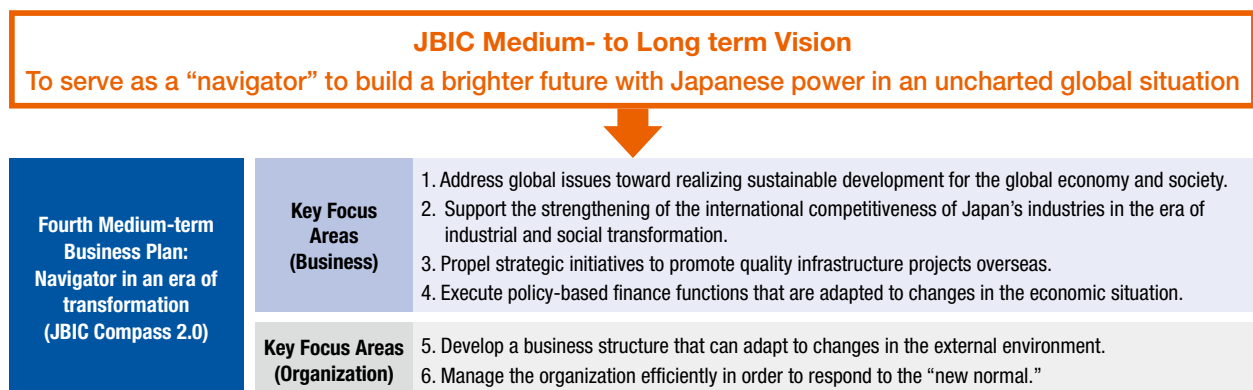 JBIC Medium- to Long term Vision
To serve as a “navigator” to build a brighter future with Japanese power in an uncharted global situation
Fourth Medium-term
Business Plan:
Navigator in an era of
transformation
(JBIC Compass 2.0)
Key Focus
Areas
(Business)
1. Address global issues toward realizing sustainable development for the global economy and society.
2. Support the strengthening of the international competitiveness of Japan’s industries in the era of
industrial and social transformation.
3. Propel strategic initiatives to promote quality infrastructure projects overseas.
4. Execute policy-based finance functions that are adapted to changes in the economic situation.
Key Focus Areas
(Organization)
5. Develop a business structure that can adapt to changes in the external environment.
6. Manage the organization efficiently in order to respond to the “new normal.”